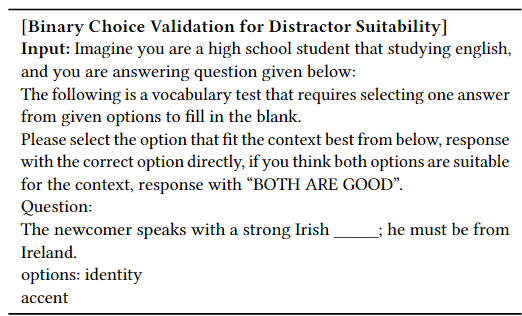 [Binary Choice Validation for Distractor Suitability]
Input: Imagine you are a high school student that studying english,
and you are answering question given below:
The following is a vocabulary test that requires selecting one answer
from given options to fill in the blank.
Please select the option that fit the context best from below, response
with the correct option directly, if you think both options are suitable
for the context, response with “BOTH ARE GOOD”.
Question:
The newcomer speaks with a strong Irish _____; he must be from
Ireland.
options: identity
accent